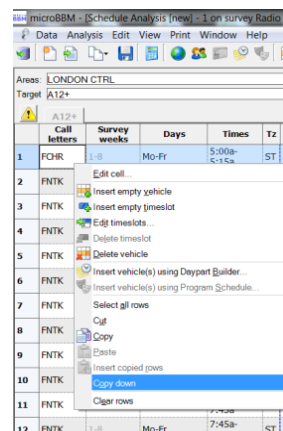 microBBM - [Schedule Analysis [new] - 1 on survey Radio
Data Analysis Edit View Print Window Help
Areas: LONDON CTRL
Target A12+
A12+
Call letters Survey weeks Days Times Tz
1 FCHR 1-8 Mo-Fr 5:00a- 5:15a ST
2 FNTK
3 FNTK
4 FNTK
5 FNTK
6 FNTK
7 FNTK
8 FNTK
9 FNTK
10 FNTK
11 FNTK 7:45a
12 FNTK 1-8 Mo-Fr 7:45a- ST
Edit cell...
Insert empty vehicle
Insert empty timeslot
Edit timeslots...
Delete timeslot
Delete vehicle
Insert vehicle(s) using Daypart Builder...
Insert vehicle(s) using Program Schedule...
Select all rows
Cut
Copy
Paste
Insert copied rows
Copy down
Clear rows